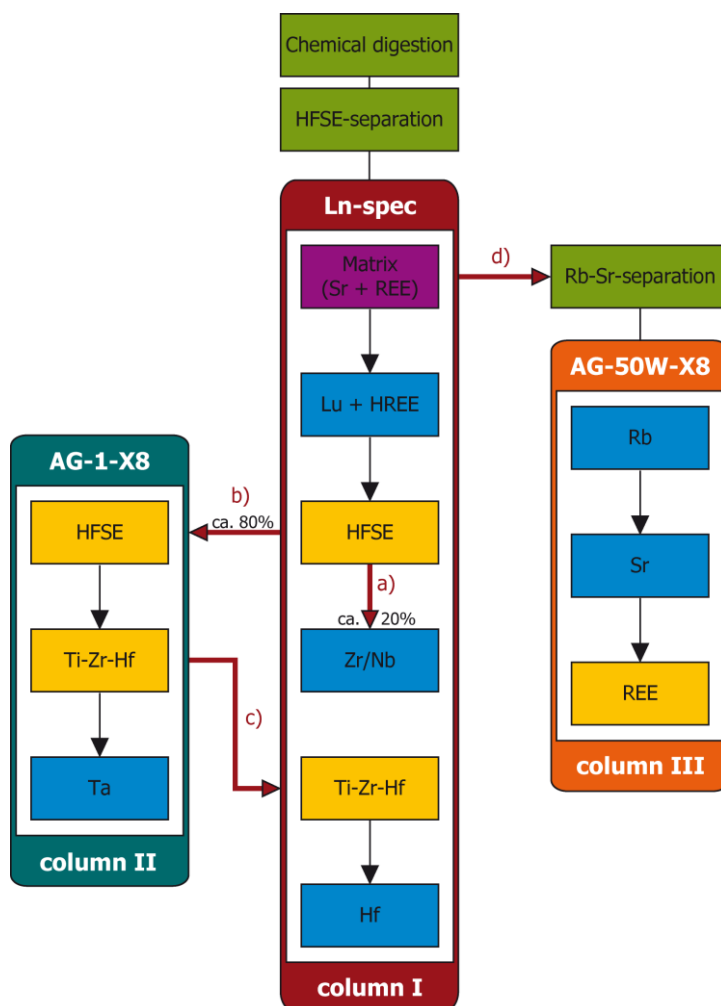 Chemical digestion
HFSE-separation
Ln-spec
Matrix
(Sr + REE)
d)
Rb-Sr-separation
Lu + HREE
AG-50W-X8
Rb
AG-1-X8
b)
ca. 80%
HFSE
HFSE
a)
ca. 20%
Sr
Ti-Zr-Hf
Zr/Nb
REE
c)
Ta
Ti-Zr-Hf
column III
column II
Hf
column I